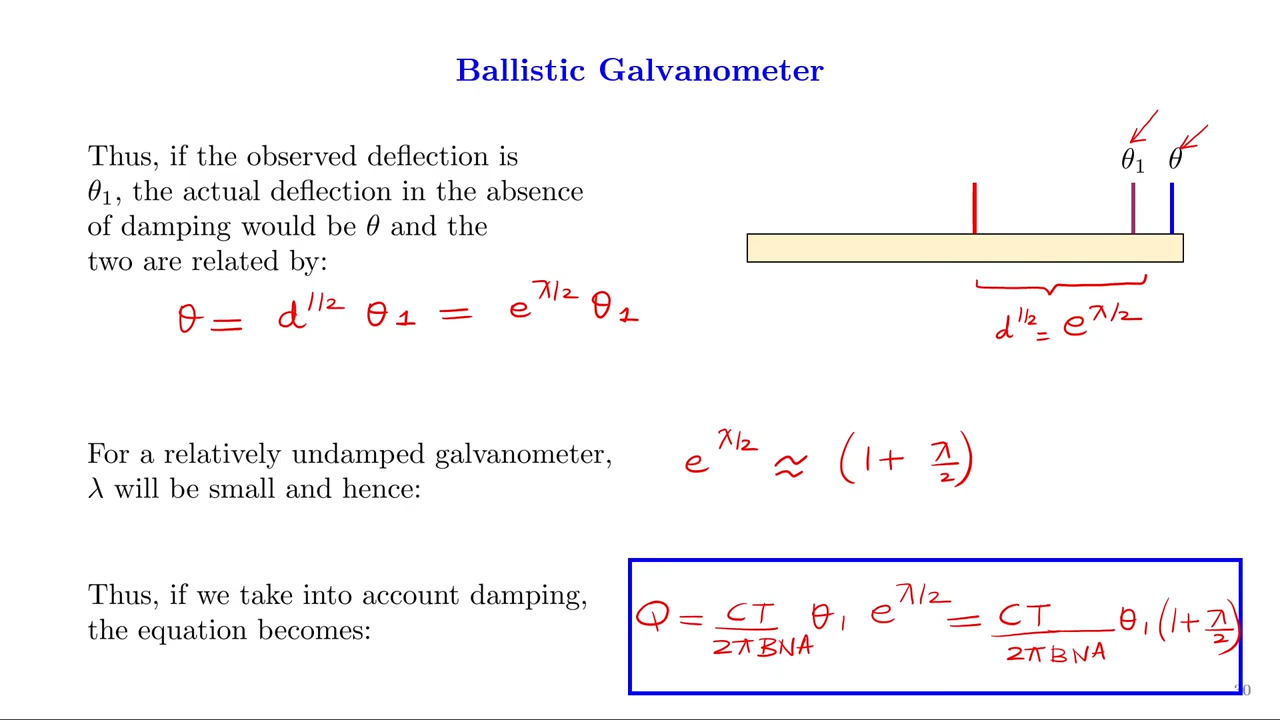 Ballistic Galvanometer
Thus, if the observed deflection is
θ₁, the actual deflection in the absence
of damping would be θ and the
two are related by:
θ = d^{1/2} θ₁ = e^{λ/2} θ₁
θ₁ θ
d^{1/2} = e^{λ/2}
For a relatively undamped galvanometer,
λ will be small and hence:
e^{λ/2} ≈ (1 + λ/2)
Thus, if we take into account damping,
the equation becomes:
Q = CT/2πBNA θ₁ e^{λ/2} = CT/2πBNA θ₁ (1 + λ/2)